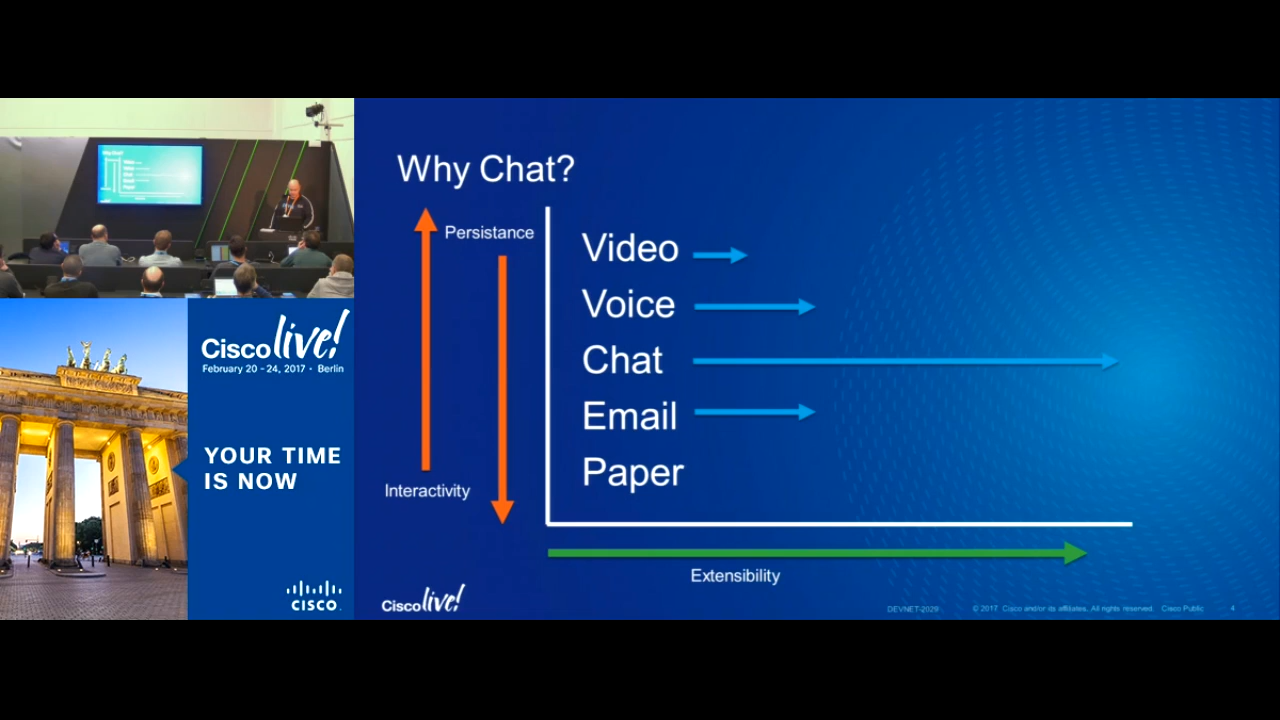 Why Chat?
Persistance
Video
Voice
Chat
Email
Paper
Interactivity
Extensibility
Cisco live!
DEVNET-2029
© 2017 Cisco and/or its affiliates. All rights reserved. Cisco Public
4
Cisco live!
February 20 - 24, 2017 • Berlin
YOUR TIME
IS NOW
CISCO